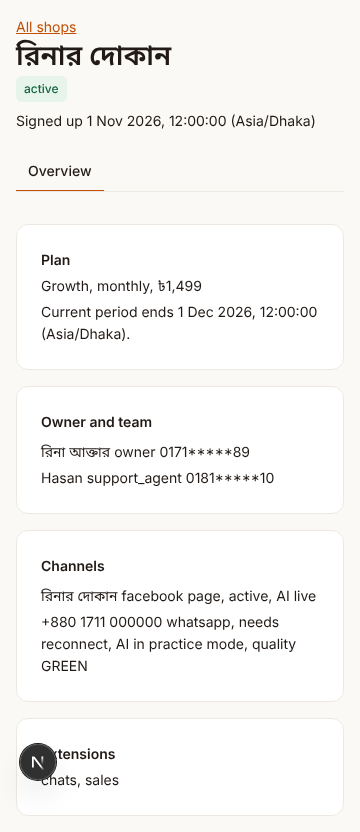 All shops
রিনার দোকান
active
Signed up 1 Nov 2026, 12:00:00 (Asia/Dhaka)
Overview
Plan
Growth, monthly, ৳1,499
Current period ends 1 Dec 2026, 12:00:00
(Asia/Dhaka).
Owner and team
রিনা আক্তার owner 0171*****89
Hasan support_agent 0181*****10
Channels
রিনার দোকান facebook page, active, AI live
+880 1711 000000 whatsapp, needs
reconnect, AI in practice mode, quality
GREEN
N
chats, sales